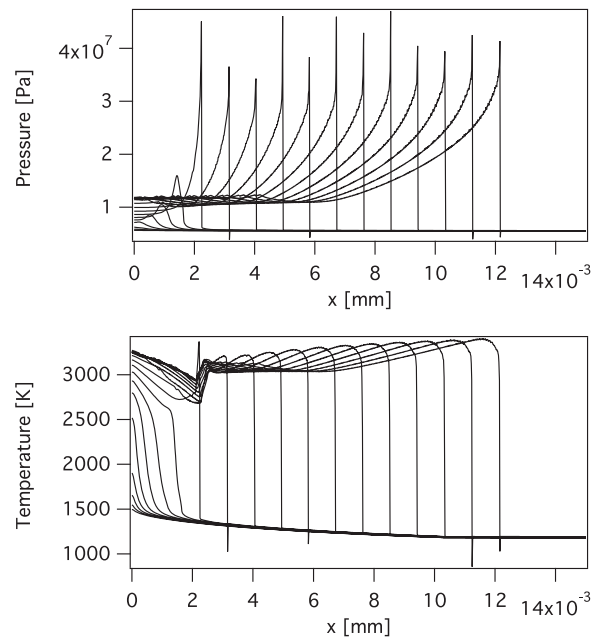 Pressure [Pa]
4x10⁷
3
2
1
0 2 4 6 8 10 12 14x10⁻³
x [mm]
Temperature [K]
3000
2500
2000
1500
1000
0 2 4 6 8 10 12 14x10⁻³
x [mm]